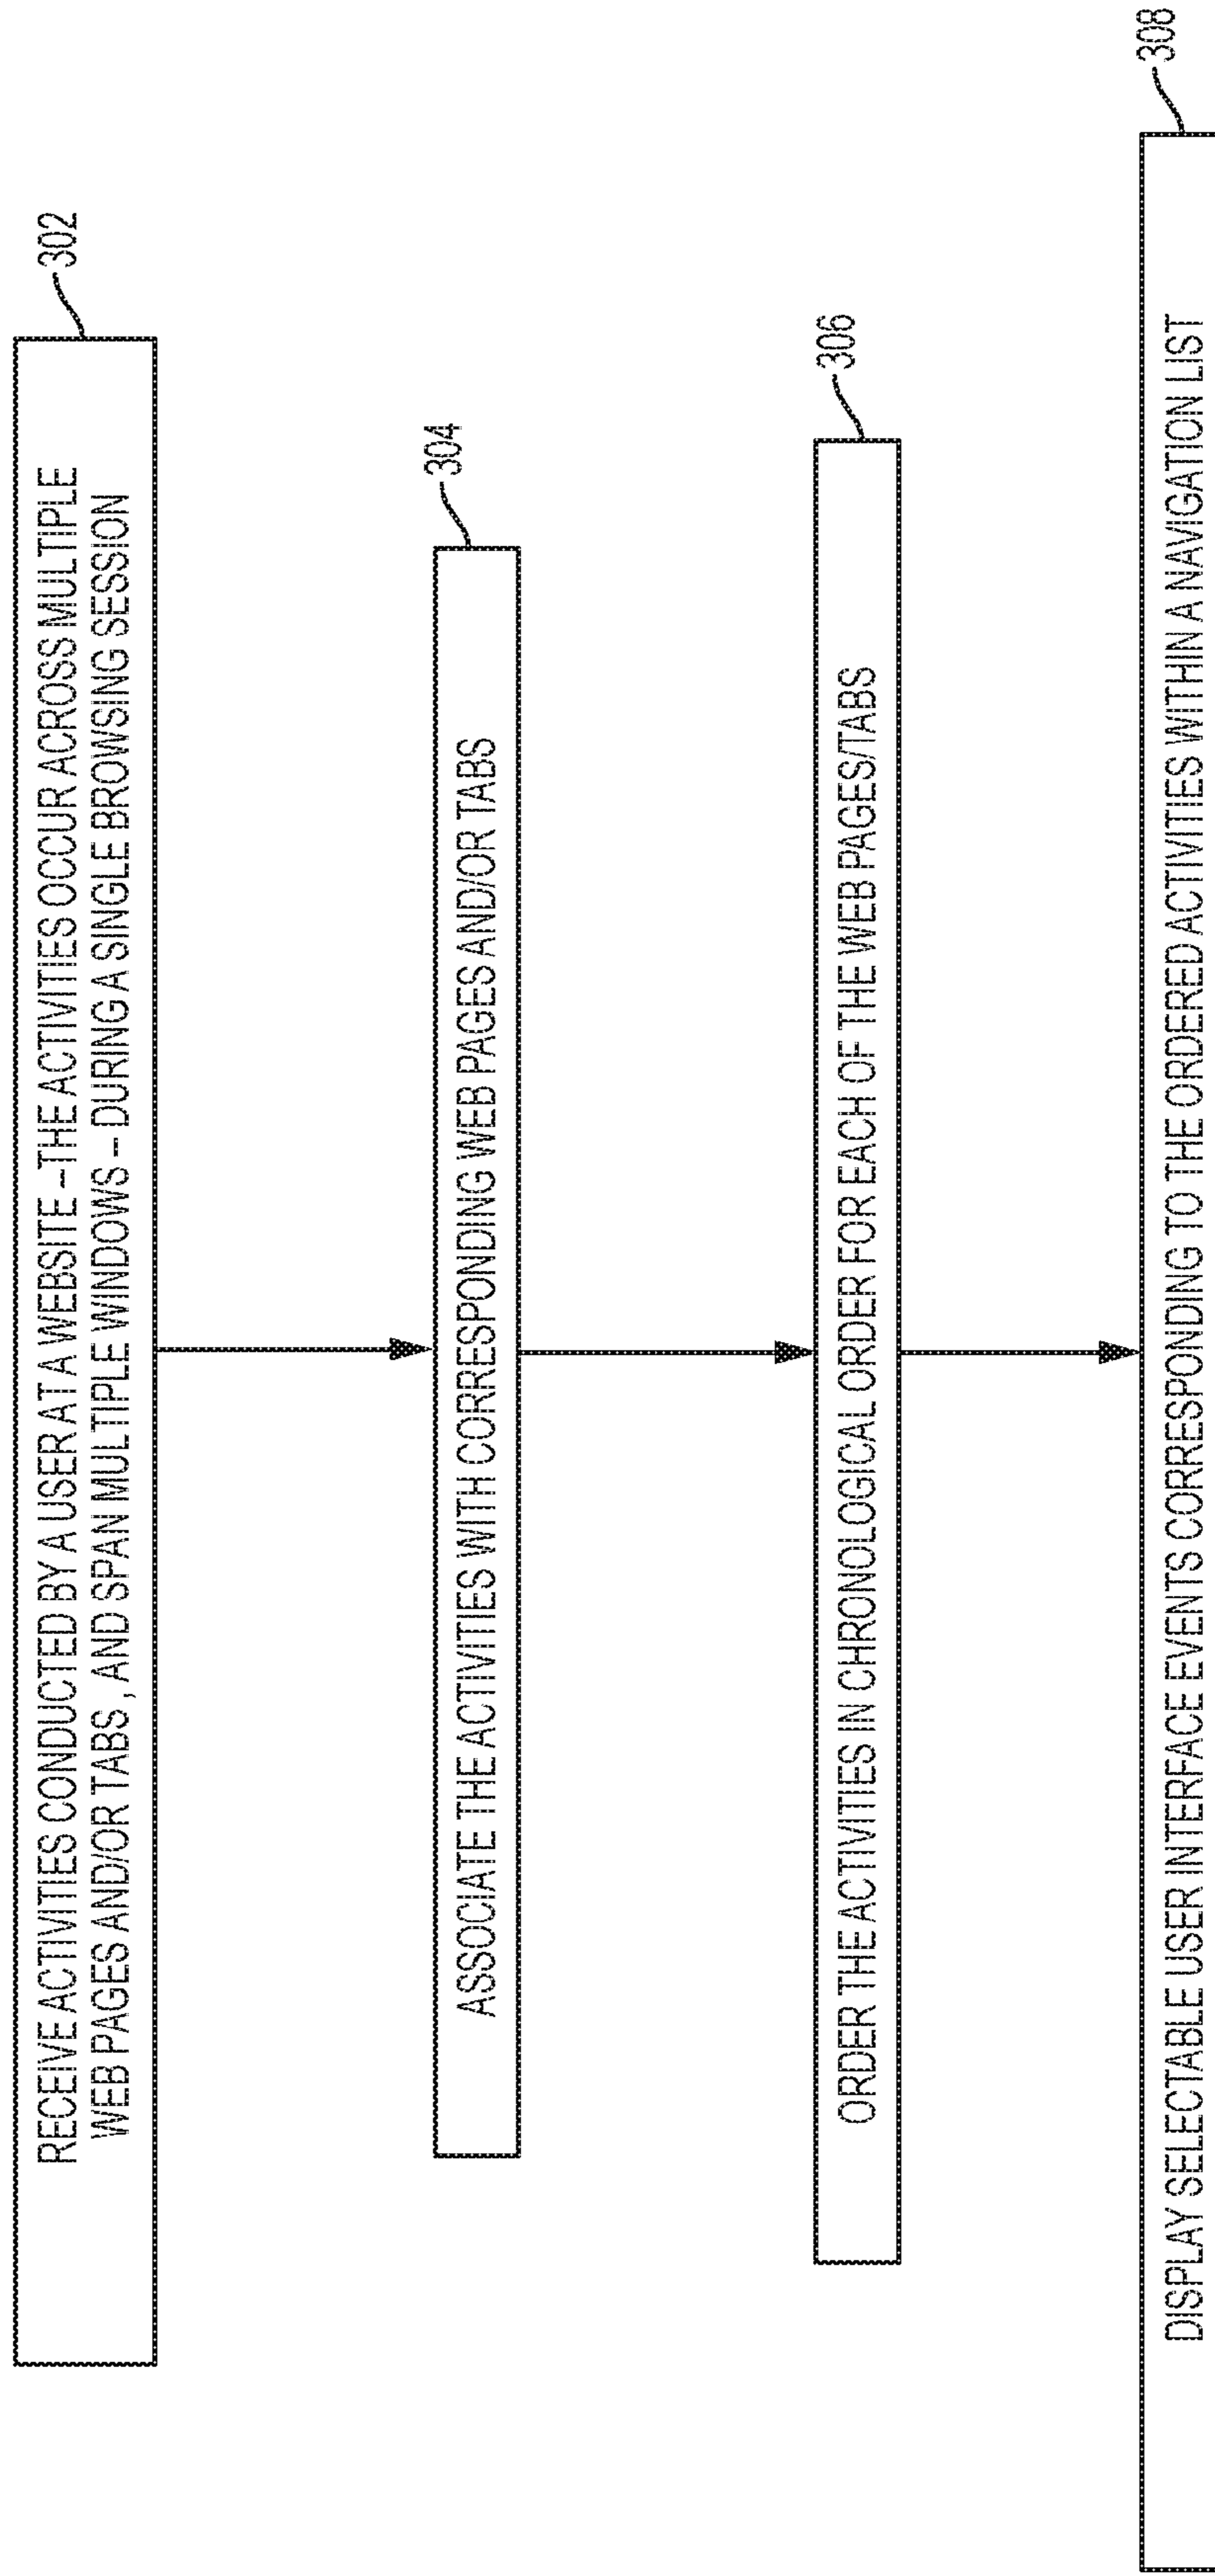 302
RECEIVE ACTIVITIES CONDUCTED BY A USER AT A WEBSITE --THE ACTIVITIES OCCUR ACROSS MULTIPLE
WEB PAGES AND/OR TABS, AND SPAN MULTIPLE WINDOWS -- DURING A SINGLE BROWSING SESSION
304
ASSOCIATE THE ACTIVITIES WITH CORRESPONDING WEB PAGES AND/OR TABS
306
ORDER THE ACTIVITIES IN CHRONOLOGICAL ORDER FOR EACH OF THE WEB PAGES/TABS
308
DISPLAY SELECTABLE USER INTERFACE EVENTS CORRESPONDING TO THE ORDERED ACTIVITIES WITHIN A NAVIGATION LIST